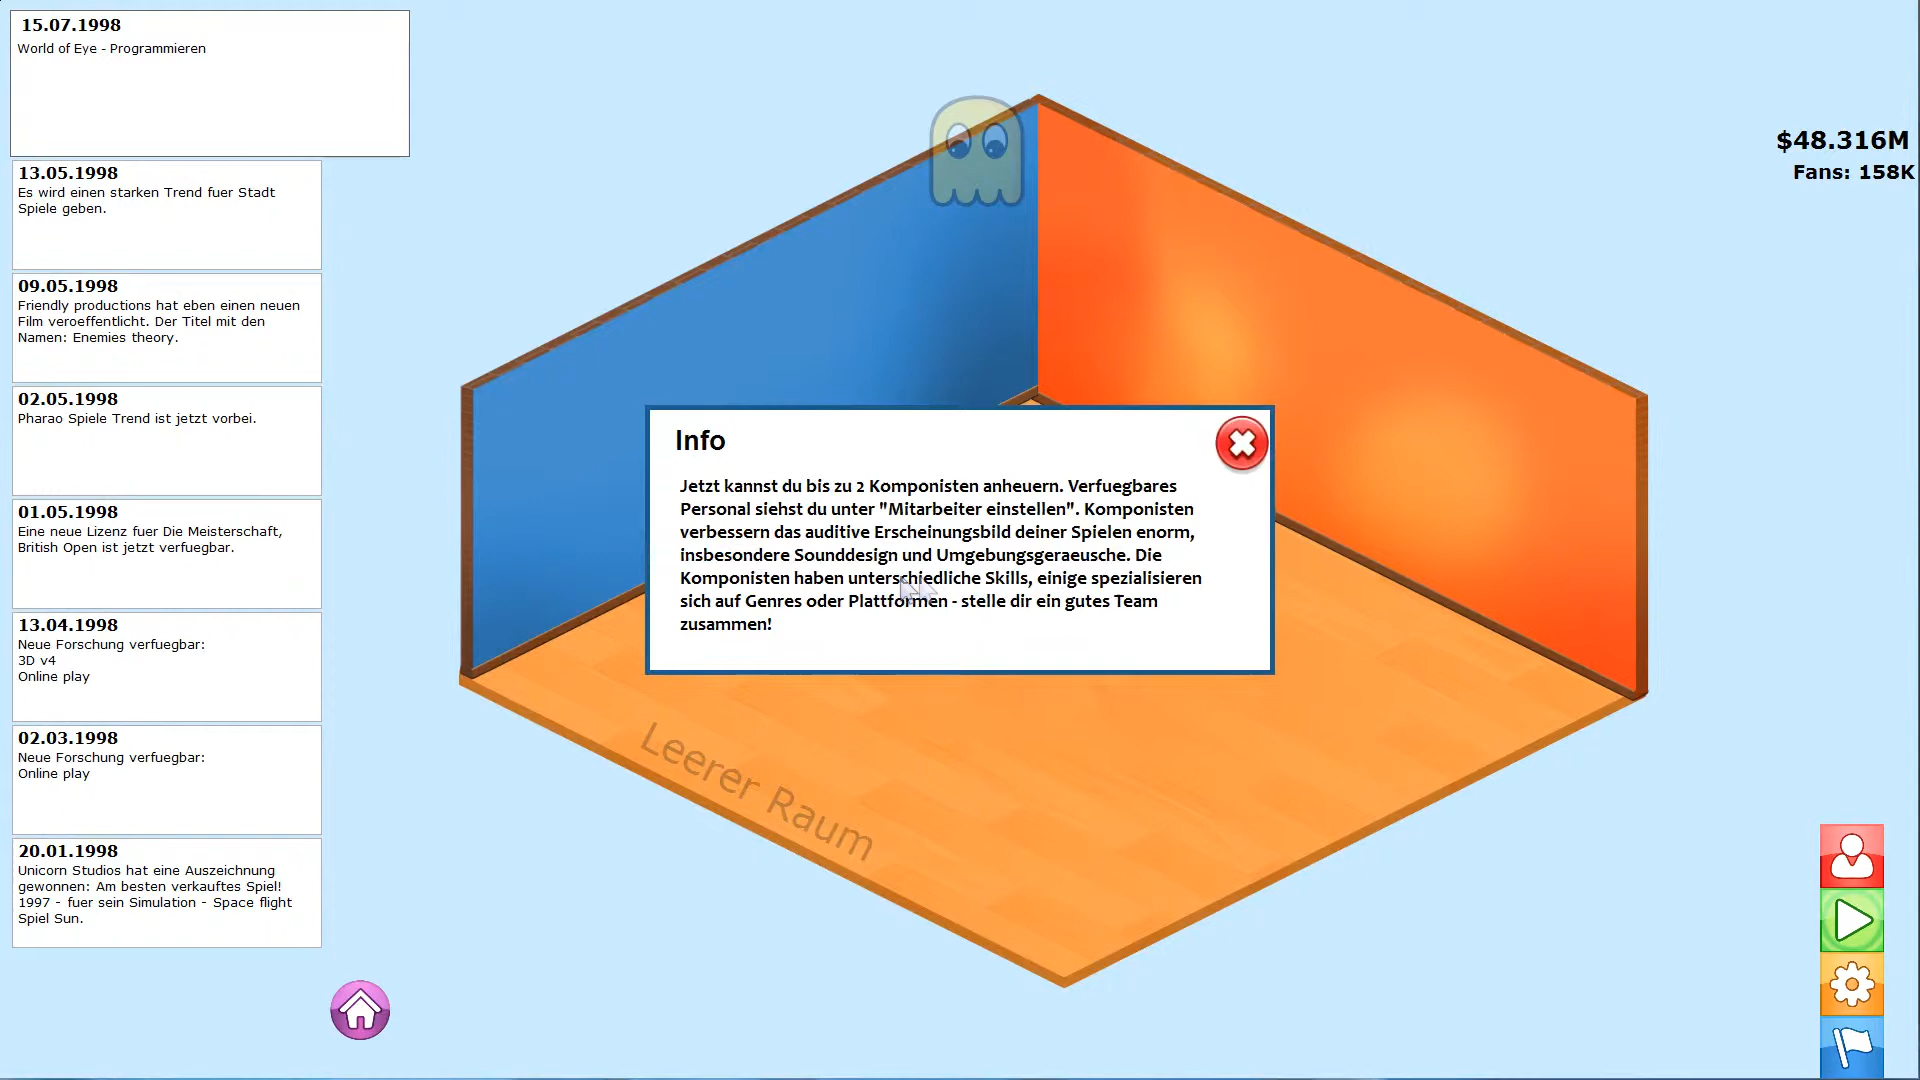 15.07.1998
World of Eye - Programmieren
13.05.1998
Es wird einen starken Trend fuer Stadt
Spiele geben.
09.05.1998
Friendly productions hat eben einen neuen
Film veroeffentlicht. Der Titel mit den
Namen: Enemies theory.
02.05.1998
Pharao Spiele Trend ist jetzt vorbei.
01.05.1998
Eine neue Lizenz fuer Die Meisterschaft,
British Open ist jetzt verfuegbar.
13.04.1998
Neue Forschung verfuegbar:
3D v4
Online play
02.03.1998
Neue Forschung verfuegbar:
Online play
20.01.1998
Unicorn Studios hat eine Auszeichnung
gewonnen: Am besten verkauftes Spiel!
1997 - fuer sein Simulation - Space flight
Spiel Sun.
$48.316M
Fans: 158K
Info
Jetzt kannst du bis zu 2 Komponisten anheuern. Verfuegbares
Personal siehst du unter "Mitarbeiter einstellen". Komponisten
verbessern das auditive Erscheinungsbild deiner Spielen enorm,
insbesondere Sounddesign und Umgebungsgeraeusche. Die
Komponisten haben unterschiedliche Skills, einige spezialisieren
sich auf Genres oder Plattformen - stelle dir ein gutes Team
zusammen!
Leerer Raum